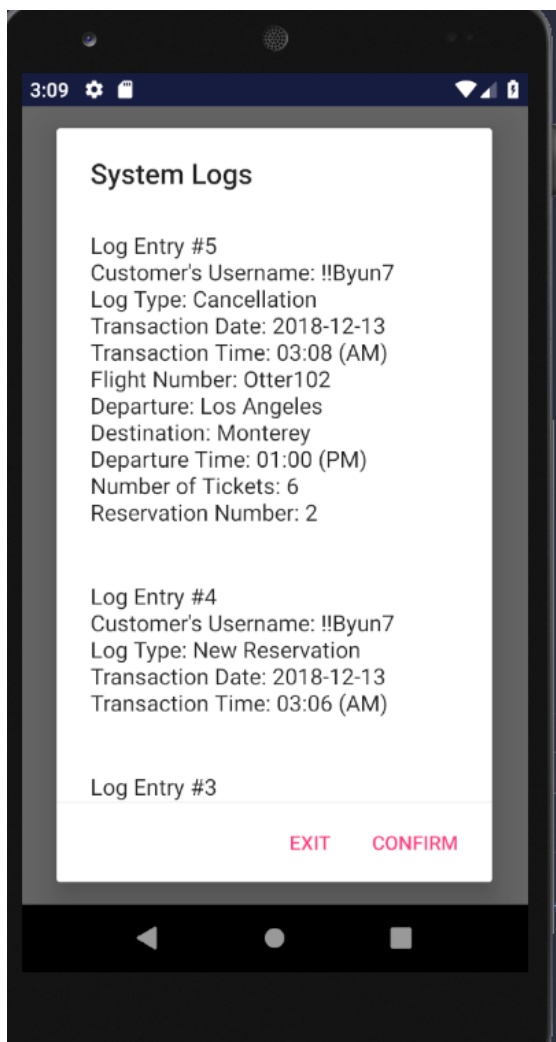 3:09
System Logs
Log Entry #5
Customer's Username: !!Byun7
Log Type: Cancellation
Transaction Date: 2018-12-13
Transaction Time: 03:08 (AM)
Flight Number: Otter102
Departure: Los Angeles
Destination: Monterey
Departure Time: 01:00 (PM)
Number of Tickets: 6
Reservation Number: 2
Log Entry #4
Customer's Username: !!Byun7
Log Type: New Reservation
Transaction Date: 2018-12-13
Transaction Time: 03:06 (AM)
Log Entry #3
EXIT CONFIRM